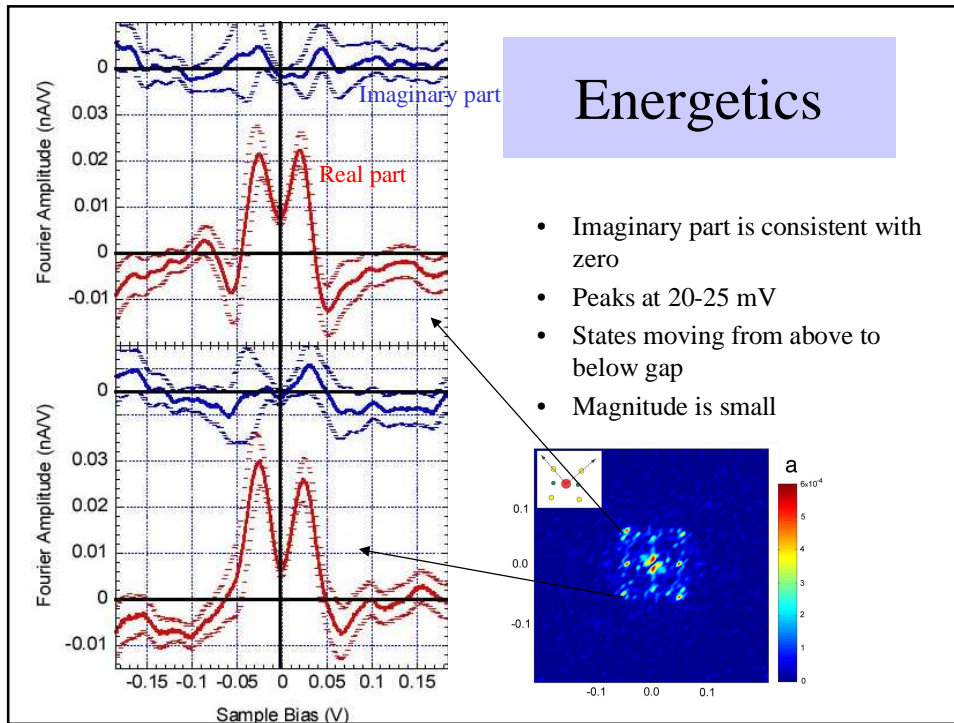 Energetics
• Imaginary part is consistent with
zero
• Peaks at 20-25 mV
• States moving from above to
below gap
• Magnitude is small
Fourier Amplitude (nA/V)
0
0.03
0.02
0.01
0
-0.01
Imaginary part
Real part
Fourier Amplitude (nA/V)
0
0.03
0.02
0.01
0
-0.01
-0.15 -0.1 -0.05 0 0.05 0.1 0.15
Sample Bias (V)
a
6x10⁻⁴
5
4
3
2
1
0
0.1
0.0
-0.1
-0.1 0.0 0.1